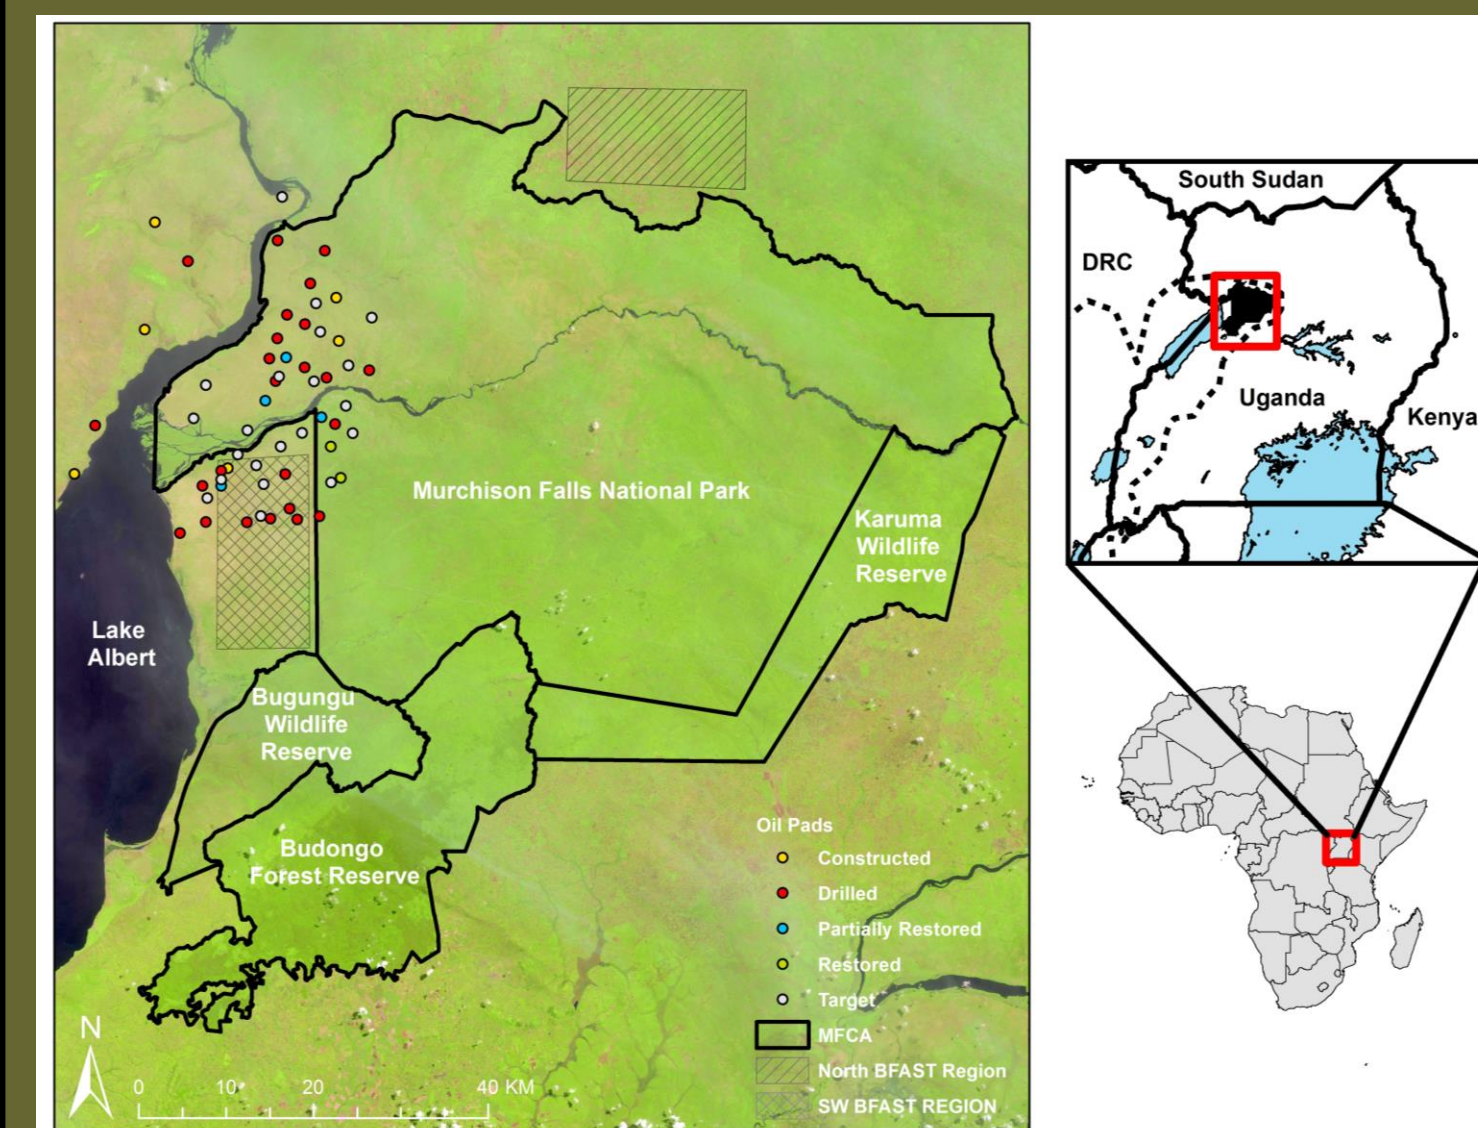 Murchison Falls National Park
Karuma
Wildlife
Reserve
Lake
Albert
Bugungu
Wildlife
Reserve
Budongo
Forest Reserve
Oil Pads
Constructed
Drilled
Partially Restored
Restored
Target
MFCA
North BFAST Region
SW BFAST REGION
N
0 10 20 40 KM
South Sudan
DRC
Uganda
Kenya